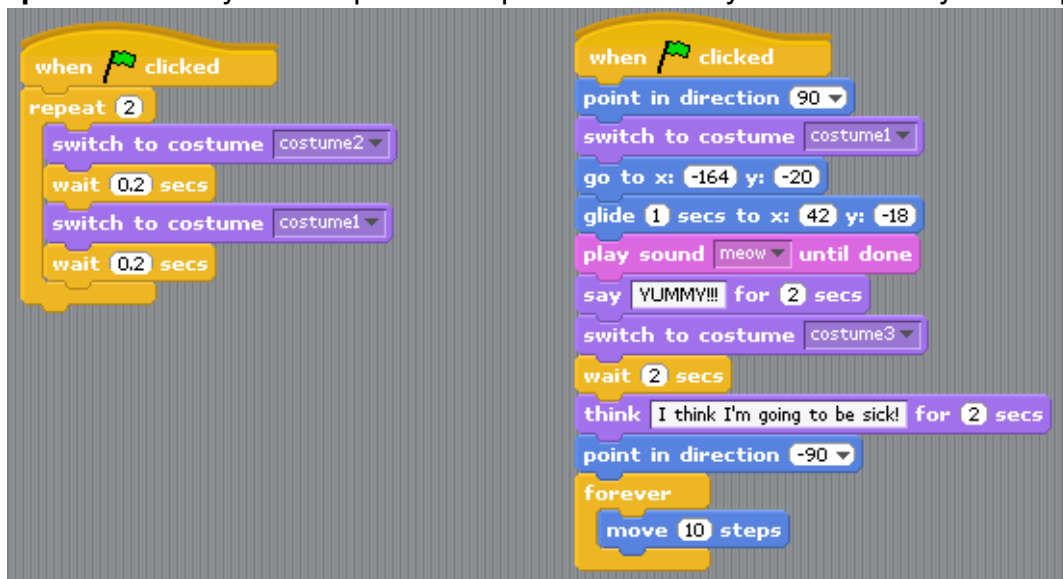 when clicked
repeat 2
switch to costume costume2
wait 0.2 secs
switch to costume costume1
wait 0.2 secs
when clicked
point in direction 90
switch to costume costume1
go to x: -164 y: -20
glide 1 secs to x: 42 y: -18
play sound meow until done
say YUMMY!!! for 2 secs
switch to costume costume3
wait 2 secs
think I think I'm going to be sick! for 2 secs
point in direction -90
forever
move 10 steps